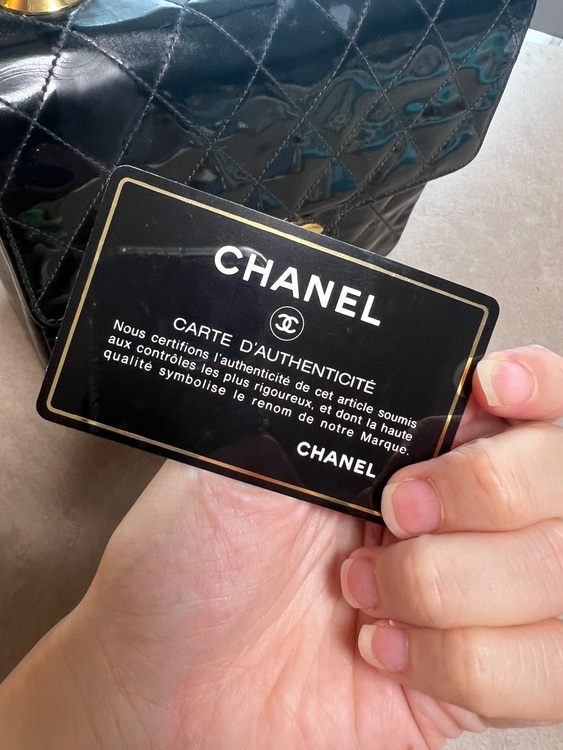 CHANEL
CARTE D'AUTHENTICITÉ
Nous certifions l'authenticité de cet article soumis
aux contrôles les plus rigoureux, et dont la haute
qualité symbolise le renom de notre Marque.
CHANEL